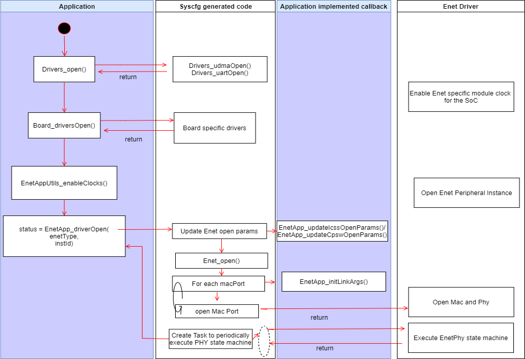 Application
Syscfg generated code
Application implemented callback
Enet Driver
Drivers_open()
Drivers_udmaOpen()
Drivers_uartOpen()
return
Enable Enet specific module clock
for the SoC
Board_driversOpen()
Board specific drivers
return
EnetAppUtils_enableClocks()
Open Enet Peripheral Instance
status = EnetApp_driverOpen(
enetType,
instId)
Update Enet open params
EnetApp_updateIcssOpenParams()/
EnetApp_updateCpswOpenParams()
Enet_open()
For each macPort
EnetApp_initLinkArgs()
open Mac Port
Open Mac and Phy
return
Create Task to periodically
execute PHY state machine
Execute EnetPhy state machine
return